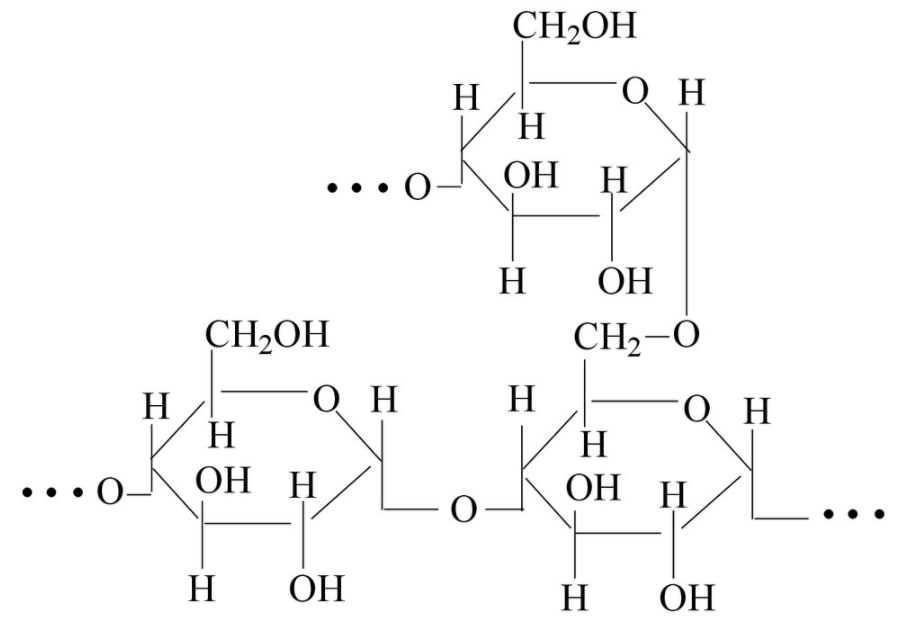 CH₂OH
H O H
H
••• O OH H
H OH
CH₂OH CH₂—O
H O H H O H
H H
••• O OH H OH H
O •••
H OH H OH